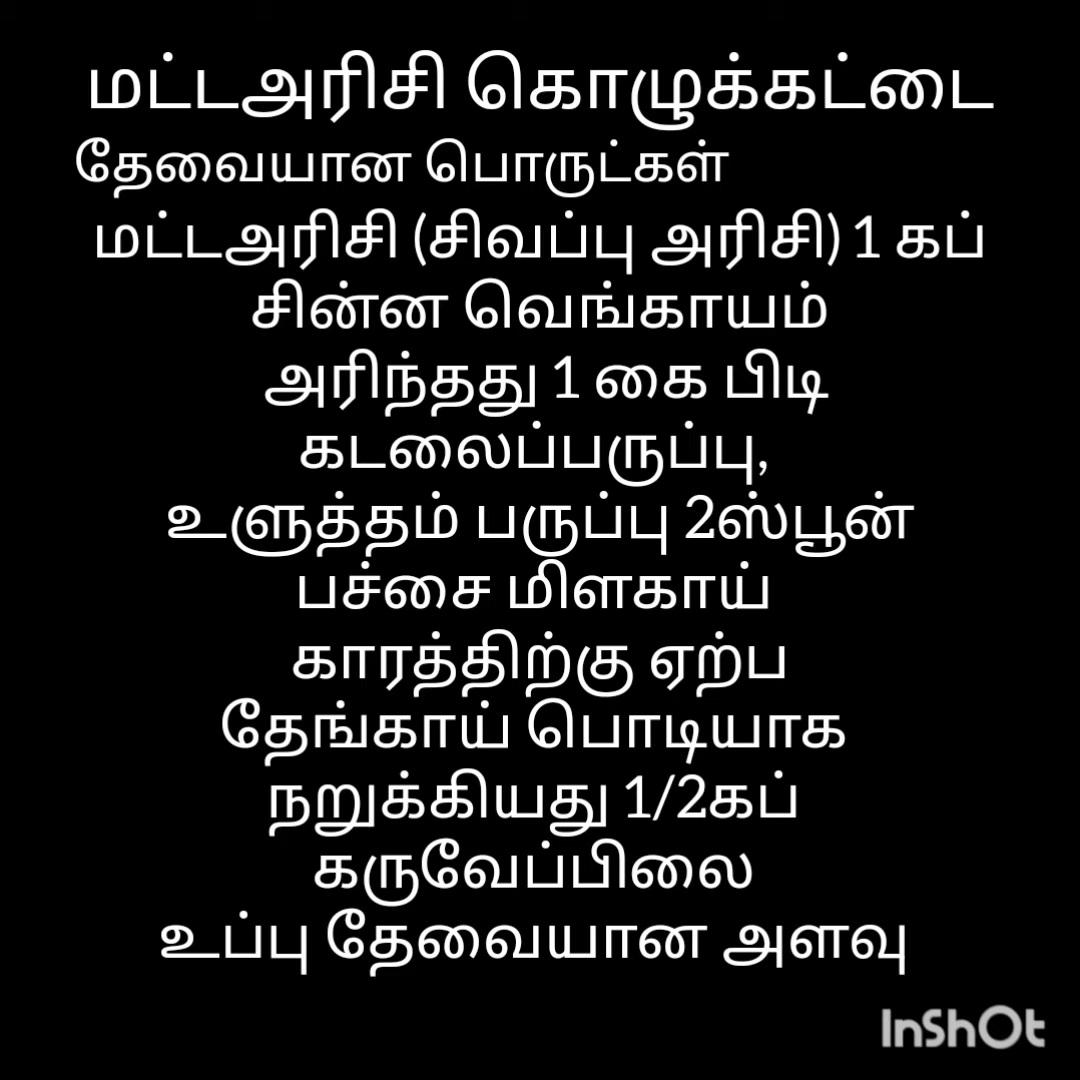 மட்டஅரிசி கொழுக்கட்டை
தேவையான பொருட்கள்
மட்டஅரிசி (சிவப்பு அரிசி) 1 கப்
சின்ன வெங்காயம்
அரிந்தது 1 கை பிடி
கடலைப்பருப்பு,
உளுத்தம் பருப்பு 2ஸ்பூன்
பச்சை மிளகாய்
காரத்திற்கு ஏற்ப
தேங்காய் பொடியாக
நறுக்கியது 1/2கப்
கருவேப்பிலை
உப்பு தேவையான அளவு
InShOt